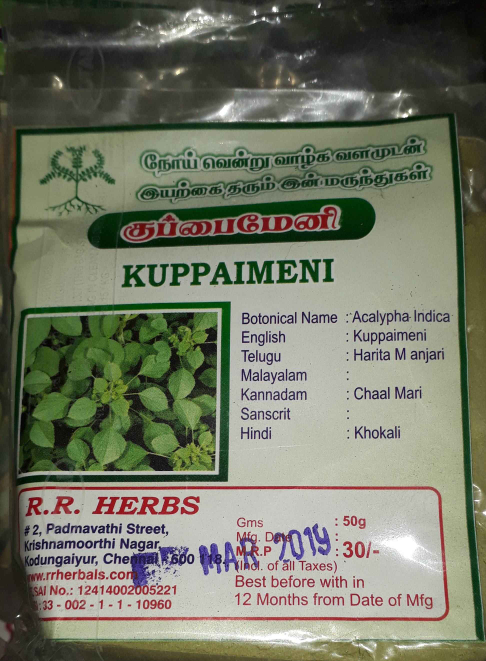 நோய் வென்று வாழ்க வளமுடன்
இயற்கை தரும் இன் மருந்துகள்
குப்பைமேனி
KUPPAIMENI
Botonical Name : Acalypha Indica
English : Kuppaimeni
Telugu : Harita M anjari
Malayalam :
Kannadam : Chaal Mari
Sanscrit :
Hindi : Khokali
R.R. HERBS
# 2, Padmavathi Street,
Krishnamoorthi Nagar,
Kodungaiyur, Chennai 600 118.
www.rrherbals.com
SAI No.: 12414002005221
: 33 - 002 - 1 - 1 - 10960
Gms : 50g
Mfg. Date : MAR 2019
M.R.P : 30/-
(Incl. of all Taxes)
Best before with in
12 Months from Date of Mfg